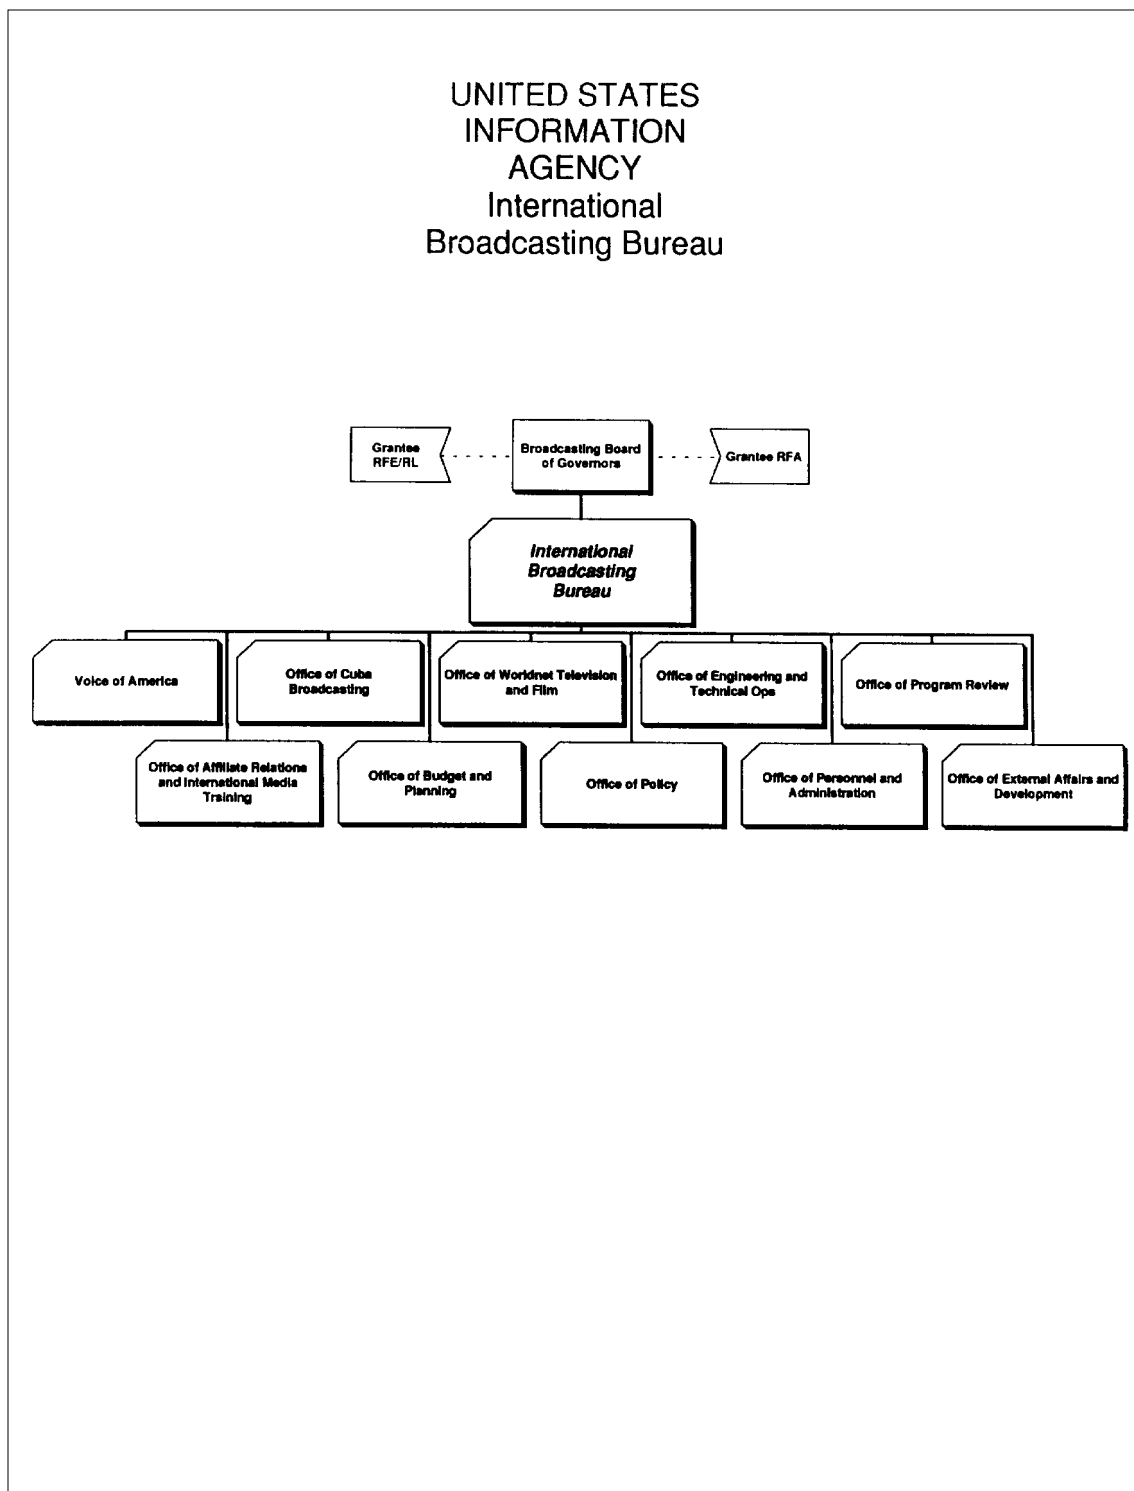 UNITED STATES
INFORMATION
AGENCY
International
Broadcasting Bureau
Grantee
RFE/RL
Broadcasting Board
of Governors
Grantee RFA
International
Broadcasting
Bureau
Voice of America
Office of Cuba
Broadcasting
Office of Worldnet Television
and Film
Office of Engineering and
Technical Ops
Office of Program Review
Office of Affiliate Relations
and International Media
Training
Office of Budget and
Planning
Office of Policy
Office of Personnel and
Administration
Office of External Affairs and
Development